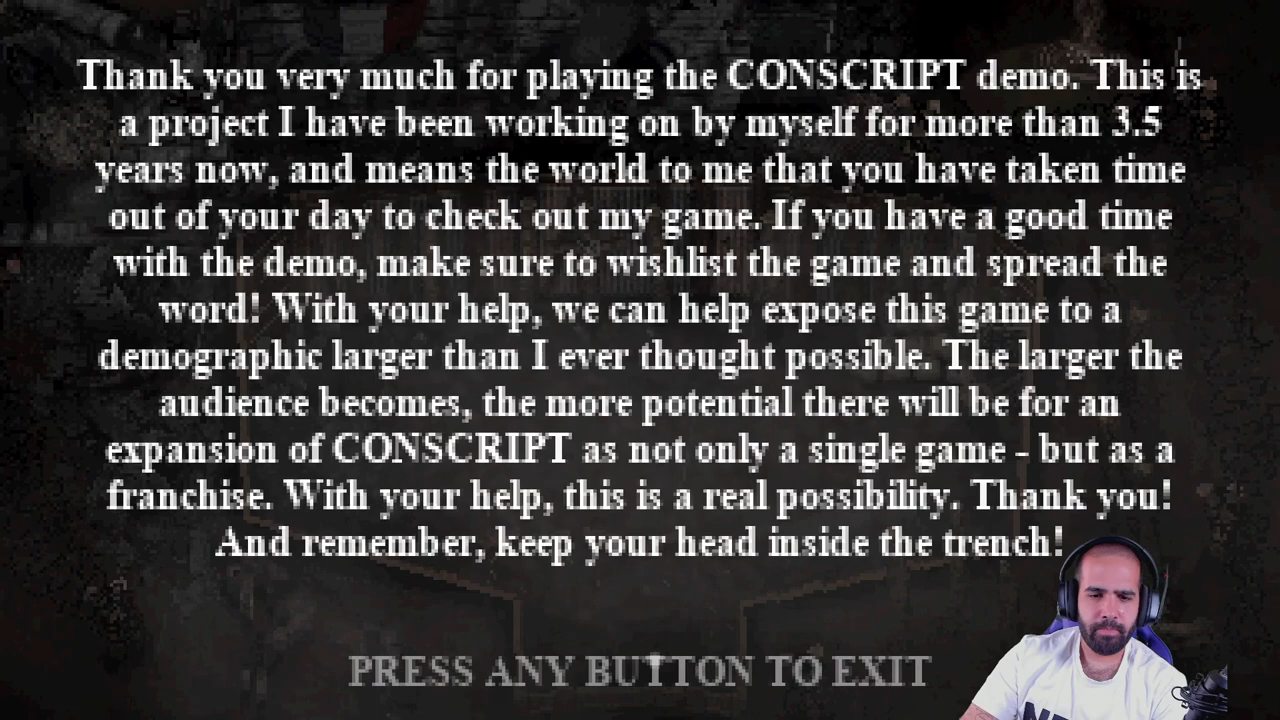 Thank you very much for playing the CONSCRIPT demo. This is
a project I have been working on by myself for more than 3.5
years now, and means the world to me that you have taken time
out of your day to check out my game. If you have a good time
with the demo, make sure to wishlist the game and spread the
word! With your help, we can help expose this game to a
demographic larger than I ever thought possible. The larger the
audience becomes, the more potential there will be for an
expansion of CONSCRIPT as not only a single game - but as a
franchise. With your help, this is a real possibility. Thank you!
And remember, keep your head inside the trench!
PRESS ANY BUTTON TO EXIT